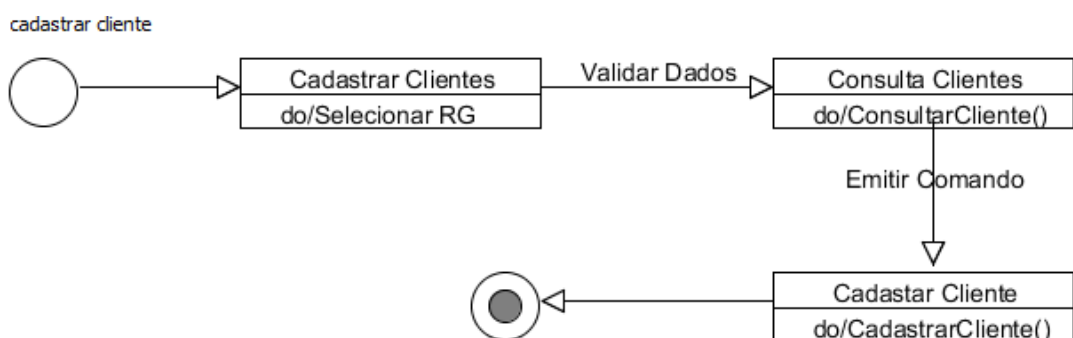 cadastrar cliente
Cadastrar Clientes
do/Selecionar RG
Validar Dados
Consulta Clientes
do/ConsultarCliente()
Emitir Comando
Cadastar Cliente
do/CadastrarCliente()